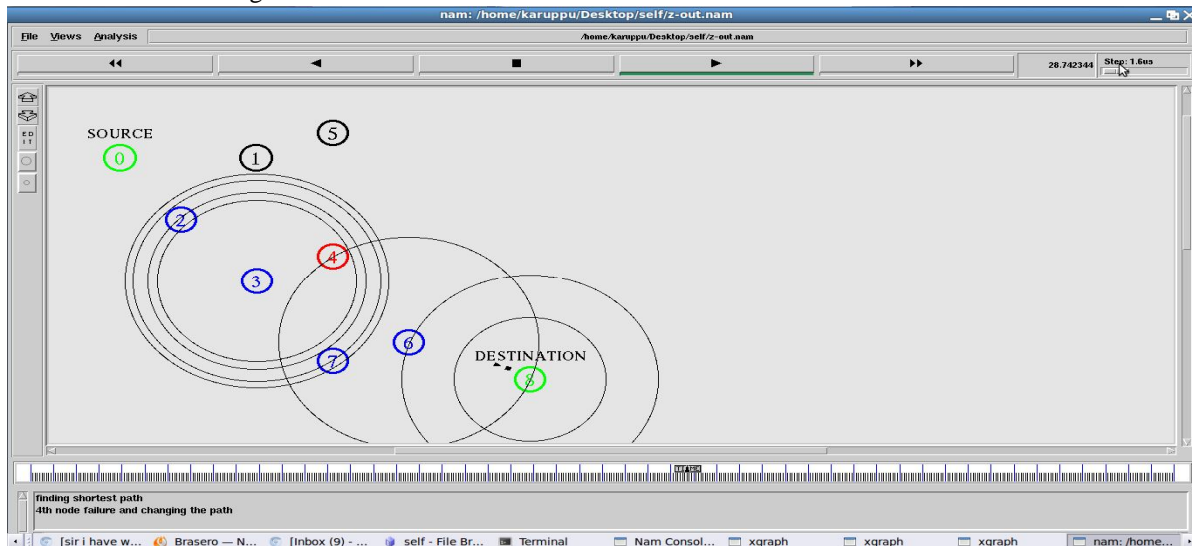 nam: /home/karuppu/Desktop/self/z-out.nam
File Views Analysis /home/karuppu/Desktop/self/z-out.nam
28.742344 Step: 1.6us
E D
I T
SOURCE
5
0 1
2
4
3
6
7
DESTINATION
8
finding shortest path
4th node failure and changing the path
[sir i have w... Brasero — N... [Inbox (9) - ... self - File Br... Terminal Nam Consol... xgraph xgraph xgraph nam: /home...